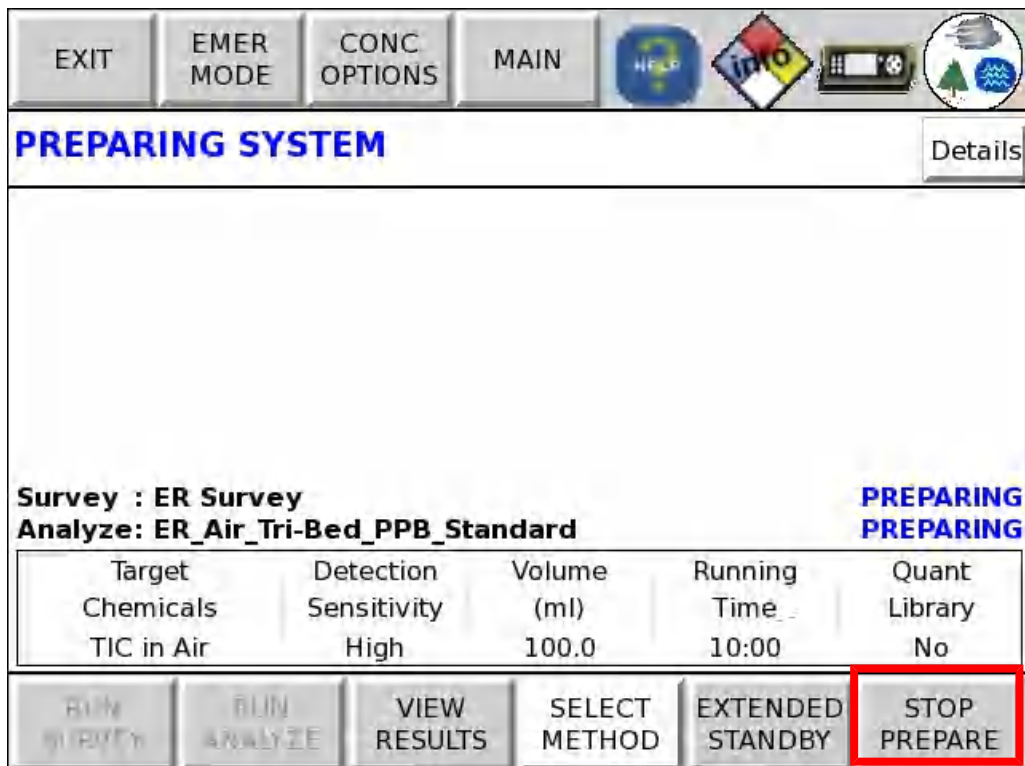 EXIT
EMER
MODE
CONC
OPTIONS
MAIN
HELP
info
PREPARING SYSTEM
Details
Survey : ER Survey
PREPARING
Analyze: ER_Air_Tri-Bed_PPB_Standard
PREPARING
Target
Chemicals
Detection
Sensitivity
Volume
(ml)
Running
Time
Quant
Library
TIC in Air
High
100.0
10:00
No
RUN
SURVEY
RUN
ANALYZE
VIEW
RESULTS
SELECT
METHOD
EXTENDED
STANDBY
STOP
PREPARE